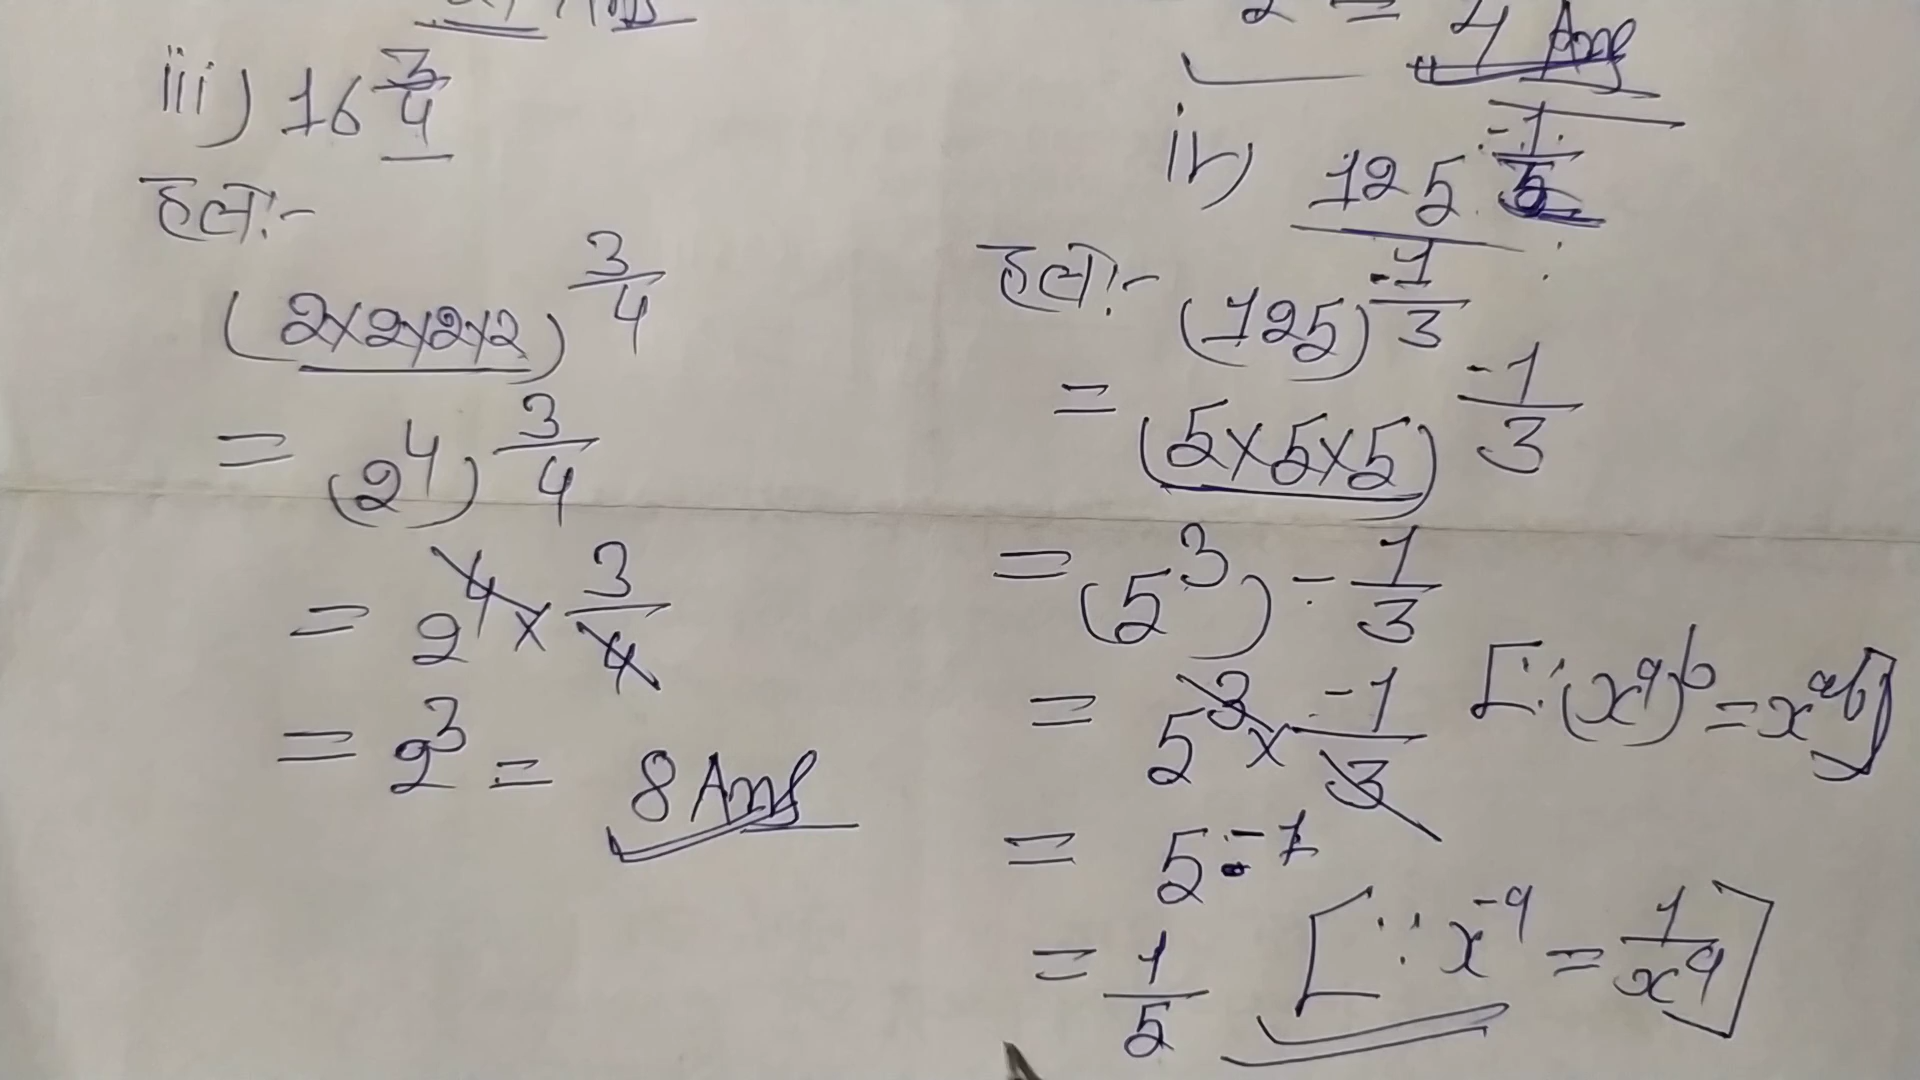 iii) 16^3/4
हल:-
(2×2×2×2)^3/4
= (2^4)^3/4
= 2^4×3/4
= 2^3 = 8 Ans
2 = 4 Ans
iv) 125^-1/3
हल:- (125)^-1/3
= (5×5×5)^-1/3
= (5^3)^-1/3
= 5^3×-1/3 [∵(x^a)^b = x^ab]
= 5^-1
= 1/5 [∵ x^-a = 1/x^a]